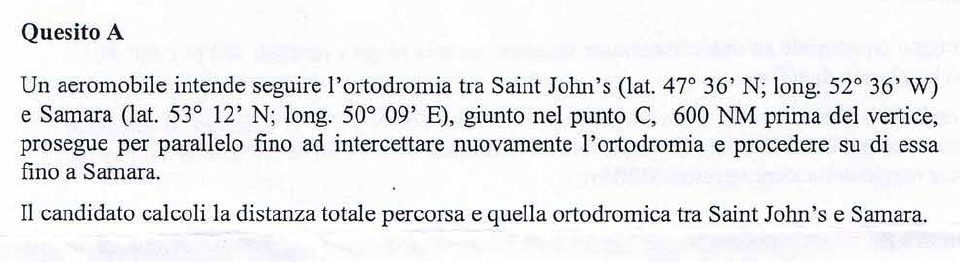 Quesito A
Un aeromobile intende seguire l'ortodromia tra Saint John's (lat. 47° 36' N; long. 52° 36' W)
e Samara (lat. 53° 12' N; long. 50° 09' E), giunto nel punto C, 600 NM prima del vertice,
prosegue per parallelo fino ad intercettare nuovamente l'ortodromia e procedere su di essa
fino a Samara.
Il candidato calcoli la distanza totale percorsa e quella ortodromica tra Saint John's e Samara.